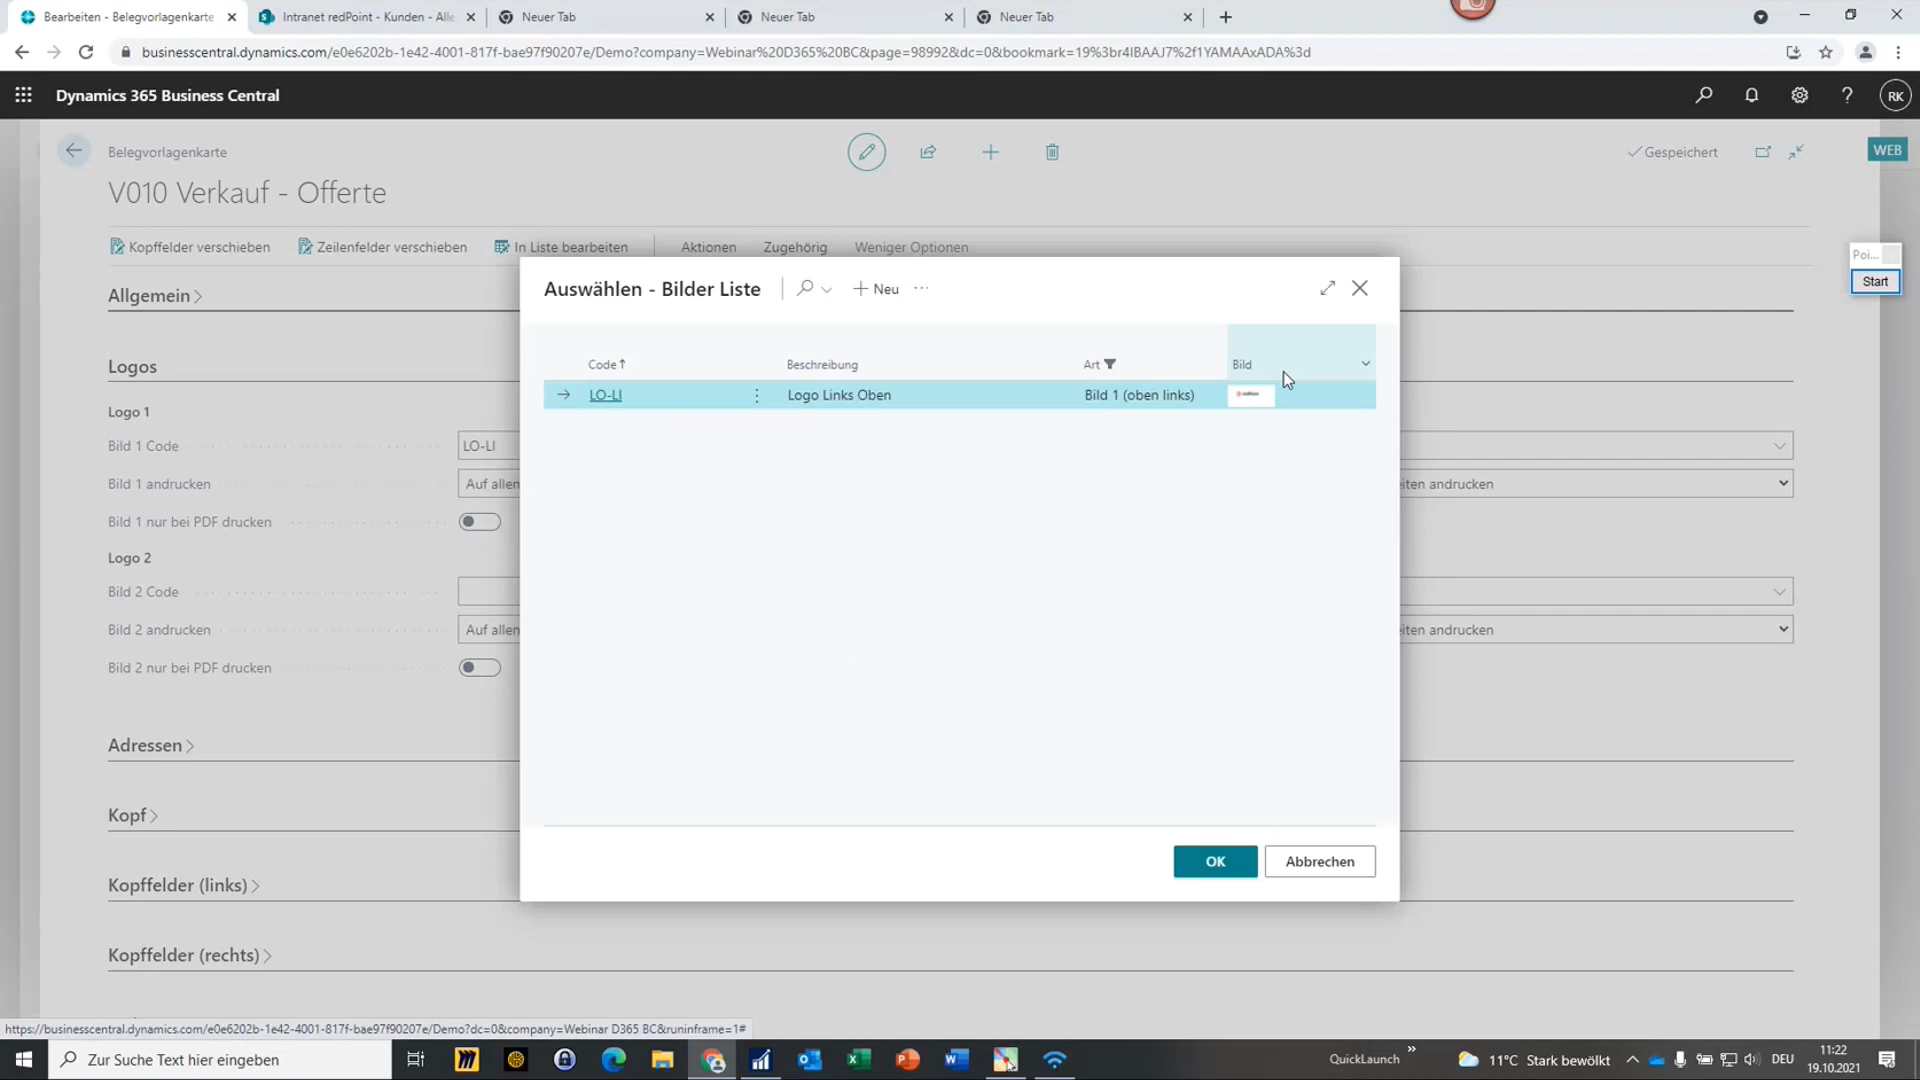 Bearbeiten - Belegvorlagenkarte
Intranet redPoint - Kunden - Alle
Neuer Tab
Neuer Tab
Neuer Tab
businesscentral.dynamics.com/e0e6202b-1e42-4001-817f-bae97f90207e/Demo?company=Webinar%20D365%20BC&page=98992&dc=0&bookmark=19%3br4IBAAJ7%2f1YAMAAxADA%3d
Dynamics 365 Business Central
RK
Belegvorlagenkarte
Gespeichert
WEB
V010 Verkauf - Offerte
Kopffelder verschieben
Zeilenfelder verschieben
In Liste bearbeiten
Aktionen
Zugehörig
Weniger Optionen
Poi...
Start
Allgemein
Auswählen - Bilder Liste
Neu
Code
Beschreibung
Art
Bild
LO-LI
Logo Links Oben
Bild 1 (oben links)
Logos
Logo 1
Bild 1 Code
LO-LI
Bild 1 andrucken
Auf allen
iten andrucken
Bild 1 nur bei PDF drucken
Logo 2
Bild 2 Code
Bild 2 andrucken
Auf allen
iten andrucken
Bild 2 nur bei PDF drucken
Adressen
Kopf
OK
Abbrechen
Kopffelder (links)
Kopffelder (rechts)
https://businesscentral.dynamics.com/e0e6202b-1e42-4001-817f-bae97f90207e/Demo?dc=0&company=Webinar D365 BC&runinframe=1#
Zur Suche Text hier eingeben
QuickLaunch
11°C Stark bewölkt
DEU
11:22
19.10.2021